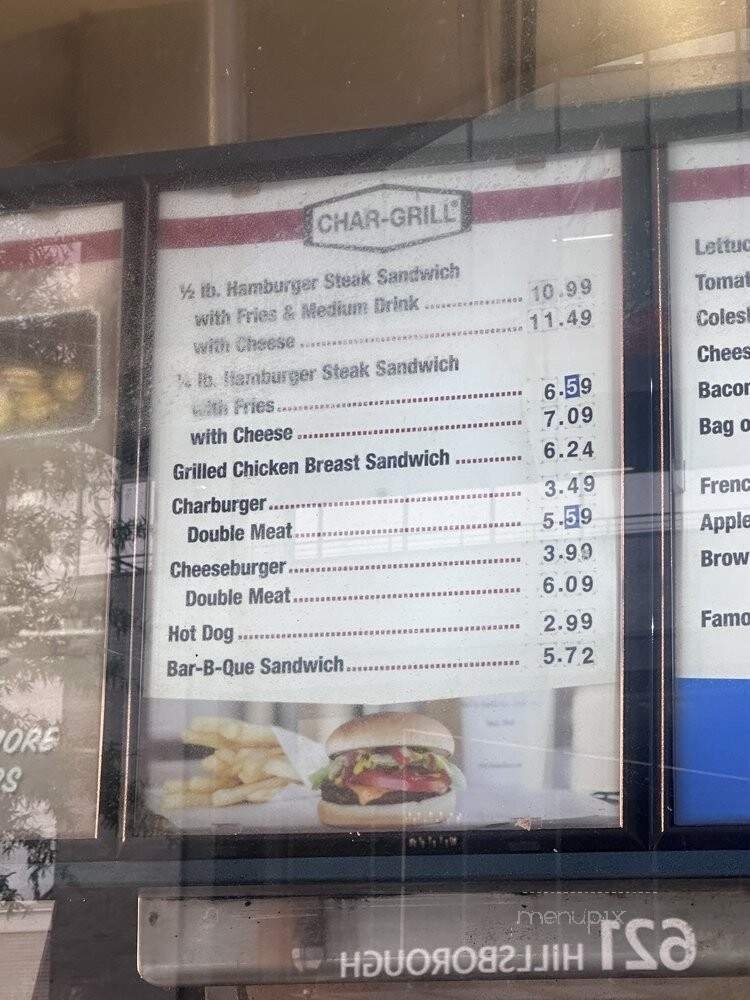 CHAR-GRILL®
½ lb. Hamburger Steak Sandwich
with Fries & Medium Drink 10.99
with Cheese 11.49
¼ lb. Hamburger Steak Sandwich
with Fries 6.59
with Cheese 7.09
Grilled Chicken Breast Sandwich 6.24
Charburger 3.49
Double Meat 5.59
Cheeseburger 3.99
Double Meat 6.09
Hot Dog 2.99
Bar-B-Que Sandwich 5.72
Lettuc
Tomat
Colesl
Chees
Bacon
Bag o
Frenc
Apple
Brow
Famo
ORE
RS
menupix
621 HILLSBOROUGH